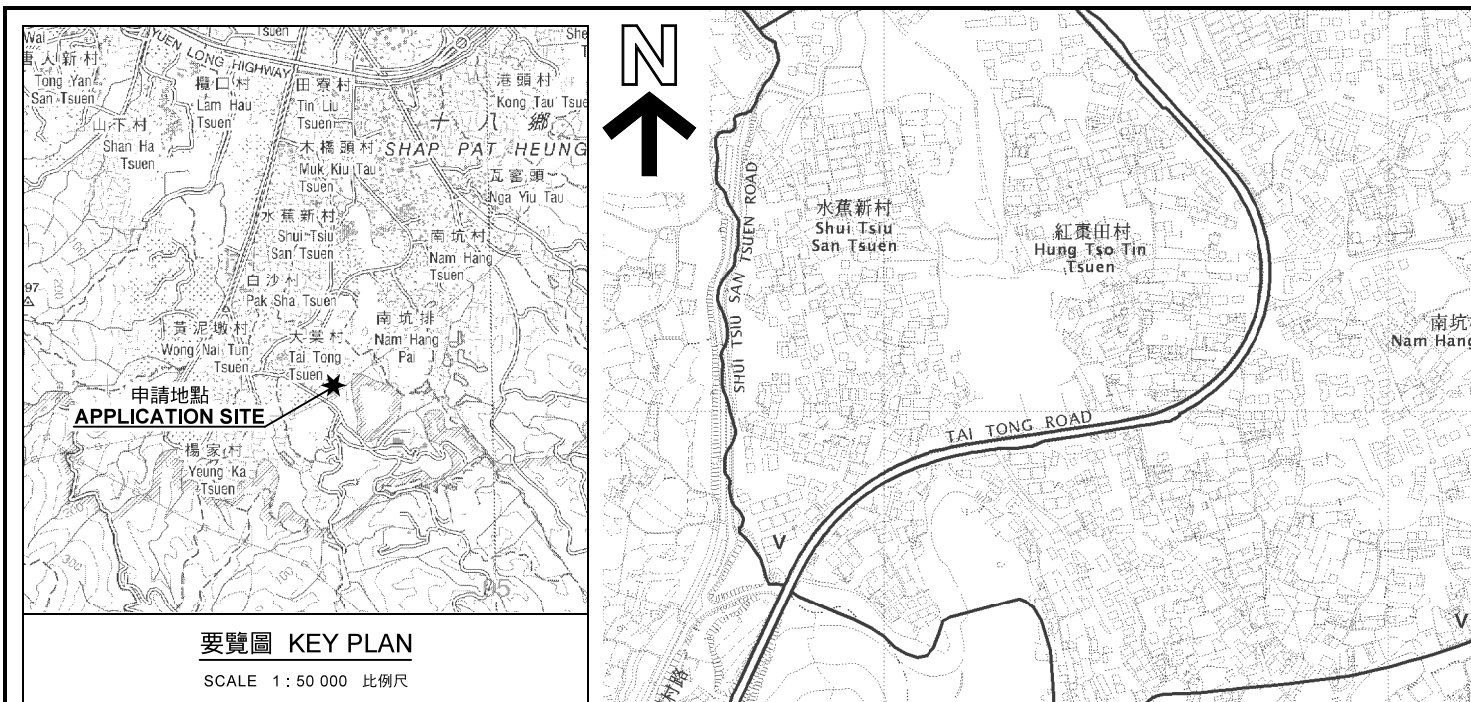 Wai
Tsuen
She
T
YUEN LONG HIGHWAY
唐人新村
Tong Yan
San Tsuen
欖口村
Lam Hau
Tsuen
田寮村
Tin Liu
Tsuen
港頭村
Kong Tau Tsue
山下村
Shan Ha
Tsuen
十八鄉
SHAP PAT HEUNG
木橋頭村
Muk Kiu Tau
Tsuen
瓦窰頭
Nga Yiu Tau
水蕉新村
Shui Tsiu
San Tsuen
南坑村
Nam Hang
Tsuen
白沙村
Pak Sha Tsuen
97
黃泥墩村
Wong Nai Tun
Tsuen
大棠村
Tai Tong
Tsuen
南坑排
Nam Hang
Pai
申請地點
APPLICATION SITE
楊家村
Yeung Ka
Tsuen
300
要覽圖 KEY PLAN
SCALE 1 : 50 000 比例尺
N
SHUI TSIU SAN TSUEN ROAD
水蕉新村
Shui Tsiu
San Tsuen
紅棗田村
Hung Tso Tin
Tsuen
南坑
Nam Hang
TAI TONG ROAD
V
V
村路